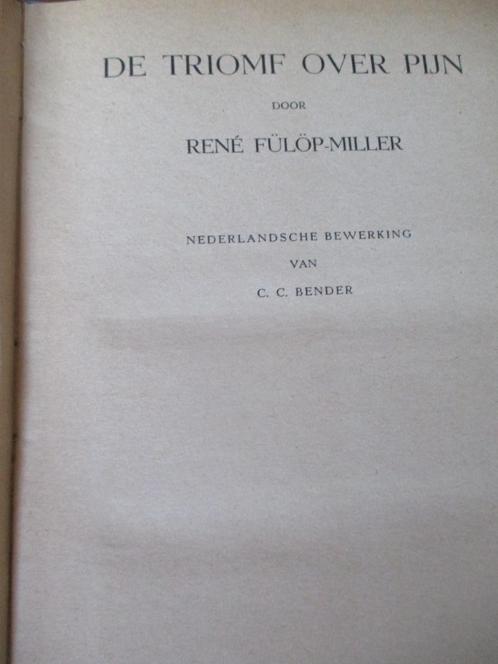 DE TRIOMF OVER PIJN
DOOR
RENÉ FÜLÖP-MILLER
NEDERLANDSCHE BEWERKING
VAN
C. C. BENDER